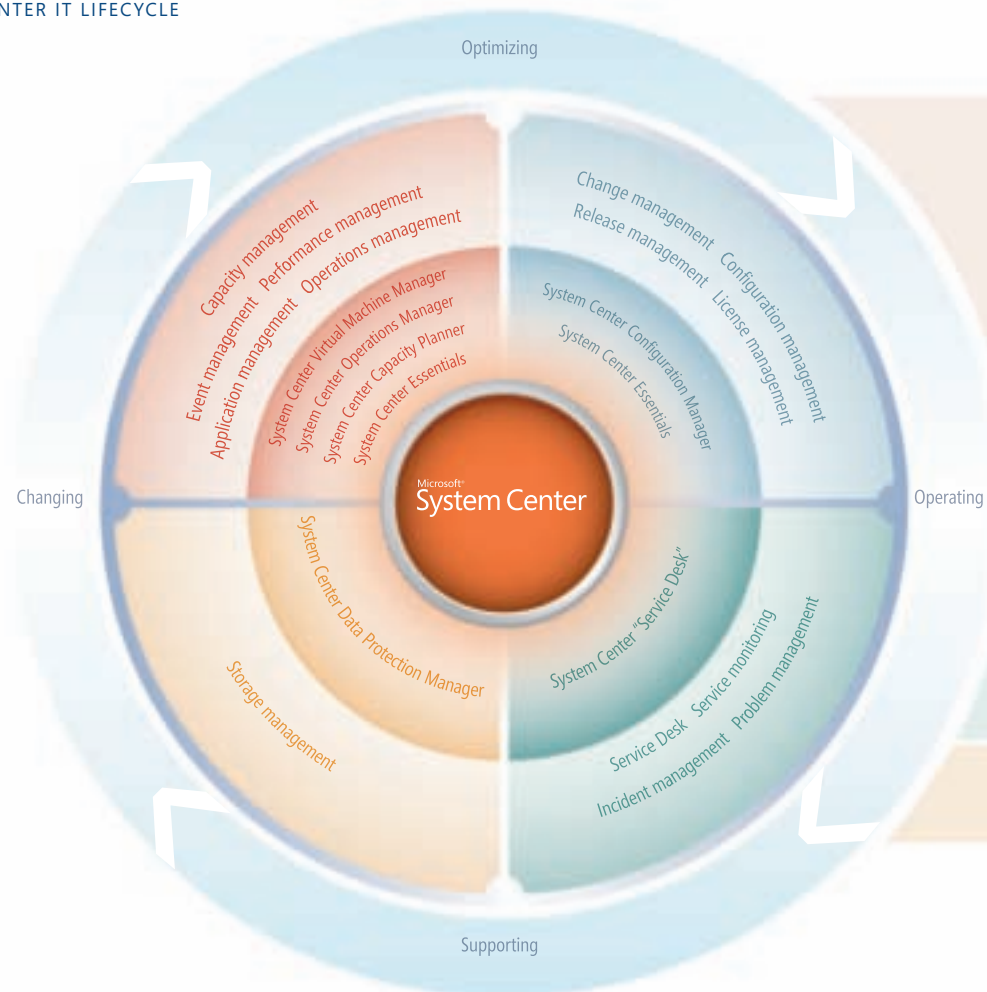 NTER IT LIFECYCLE
Optimizing
Capacity management
Event management Performance management
Application management Operations management
System Center Virtual Machine Manager
System Center Operations Manager
System Center Capacity Planner
System Center Essentials
Change management Configuration management
Release management License management
System Center Configuration Manager
System Center Essentials
Changing
Microsoft®
System Center
Operating
System Center Data Protection Manager
Storage management
System Center "Service Desk"
Service Desk Service monitoring
Incident management Problem management
Supporting